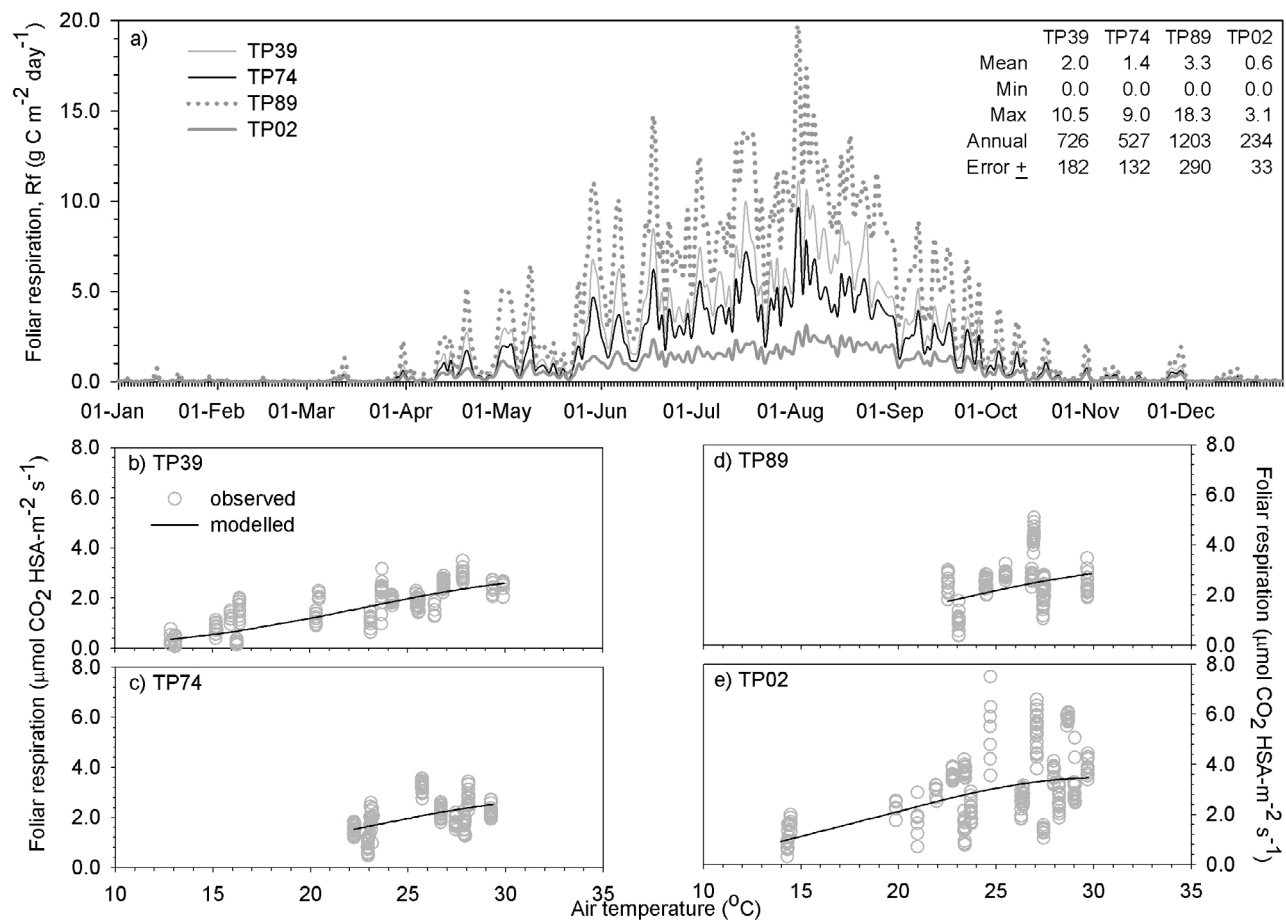 a)
TP39
TP74
TP89
TP02
TP39 TP74 TP89 TP02
Mean 2.0 1.4 3.3 0.6
Min 0.0 0.0 0.0 0.0
Max 10.5 9.0 18.3 3.1
Annual 726 527 1203 234
Error ± 182 132 290 33
Foliar respiration, Rf (g C m⁻² day⁻¹)
20.0
15.0
10.0
5.0
0.0
01-Jan 01-Feb 01-Mar 01-Apr 01-May 01-Jun 01-Jul 01-Aug 01-Sep 01-Oct 01-Nov 01-Dec
Foliar respiration (μmol CO₂ HSA-m⁻² s⁻¹)
b) TP39
observed
modelled
8.0
6.0
4.0
2.0
0.0
c) TP74
8.0
6.0
4.0
2.0
0.0
10 15 20 25 30 35
d) TP89
8.0
6.0
4.0
2.0
0.0
e) TP02
8.0
6.0
4.0
2.0
0.0
10 15 20 25 30 35
Foliar respiration (μmol CO₂ HSA-m⁻² s⁻¹)
Air temperature (⁰C)